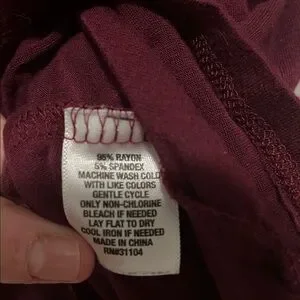 95% RAYON
5% SPANDEX
MACHINE WASH COLD
WITH LIKE COLORS
GENTLE CYCLE
ONLY NON-CHLORINE
BLEACH IF NEEDED
LAY FLAT TO DRY
COOL IRON IF NEEDED
MADE IN CHINA
RN#31104